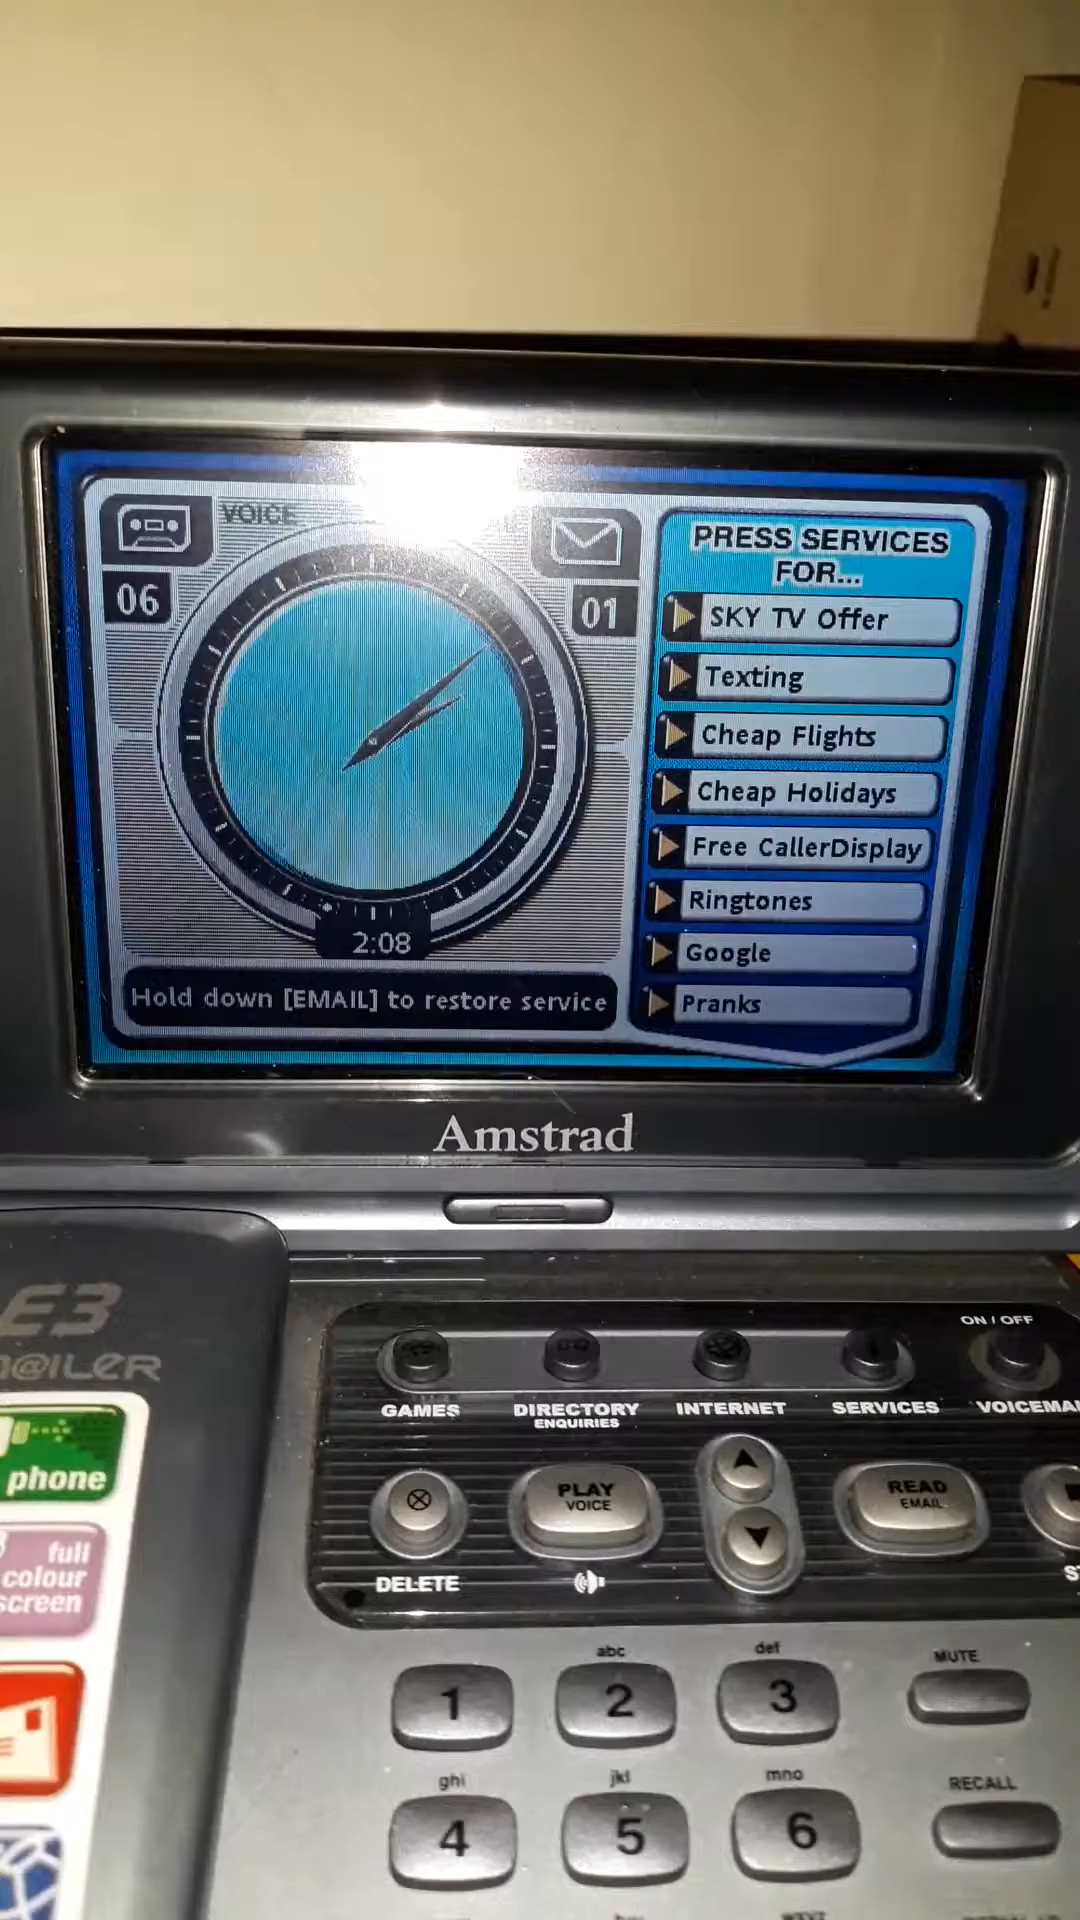 VOICE
06
01
2:08
Hold down [EMAIL] to restore service
PRESS SERVICES
FOR...
SKY TV Offer
Texting
Cheap Flights
Cheap Holidays
Free CallerDisplay
Ringtones
Google
Pranks
Amstrad
E3
phone
full
colour
screen
ON / OFF
GAMES
DIRECTORY
ENQUIRIES
INTERNET
SERVICES
PLAY
VOICE
READ
EMAIL
DELETE
abc
def
MUTE
1
2
3
ghi
jkl
mno
RECALL
4
5
6